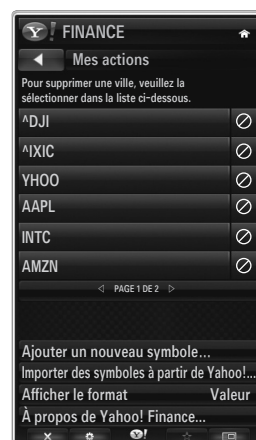 Y! FINANCE
Mes actions
Pour supprimer une ville, veuillez la
sélectionner dans la liste ci-dessous.
^DJI
^IXIC
YHOO
AAPL
INTC
AMZN
PAGE 1 DE 2
Ajouter un nouveau symbole...
Importer des symboles à partir de Yahoo!...
Afficher le format Valeur
À propos de Yahoo! Finance...
Y!